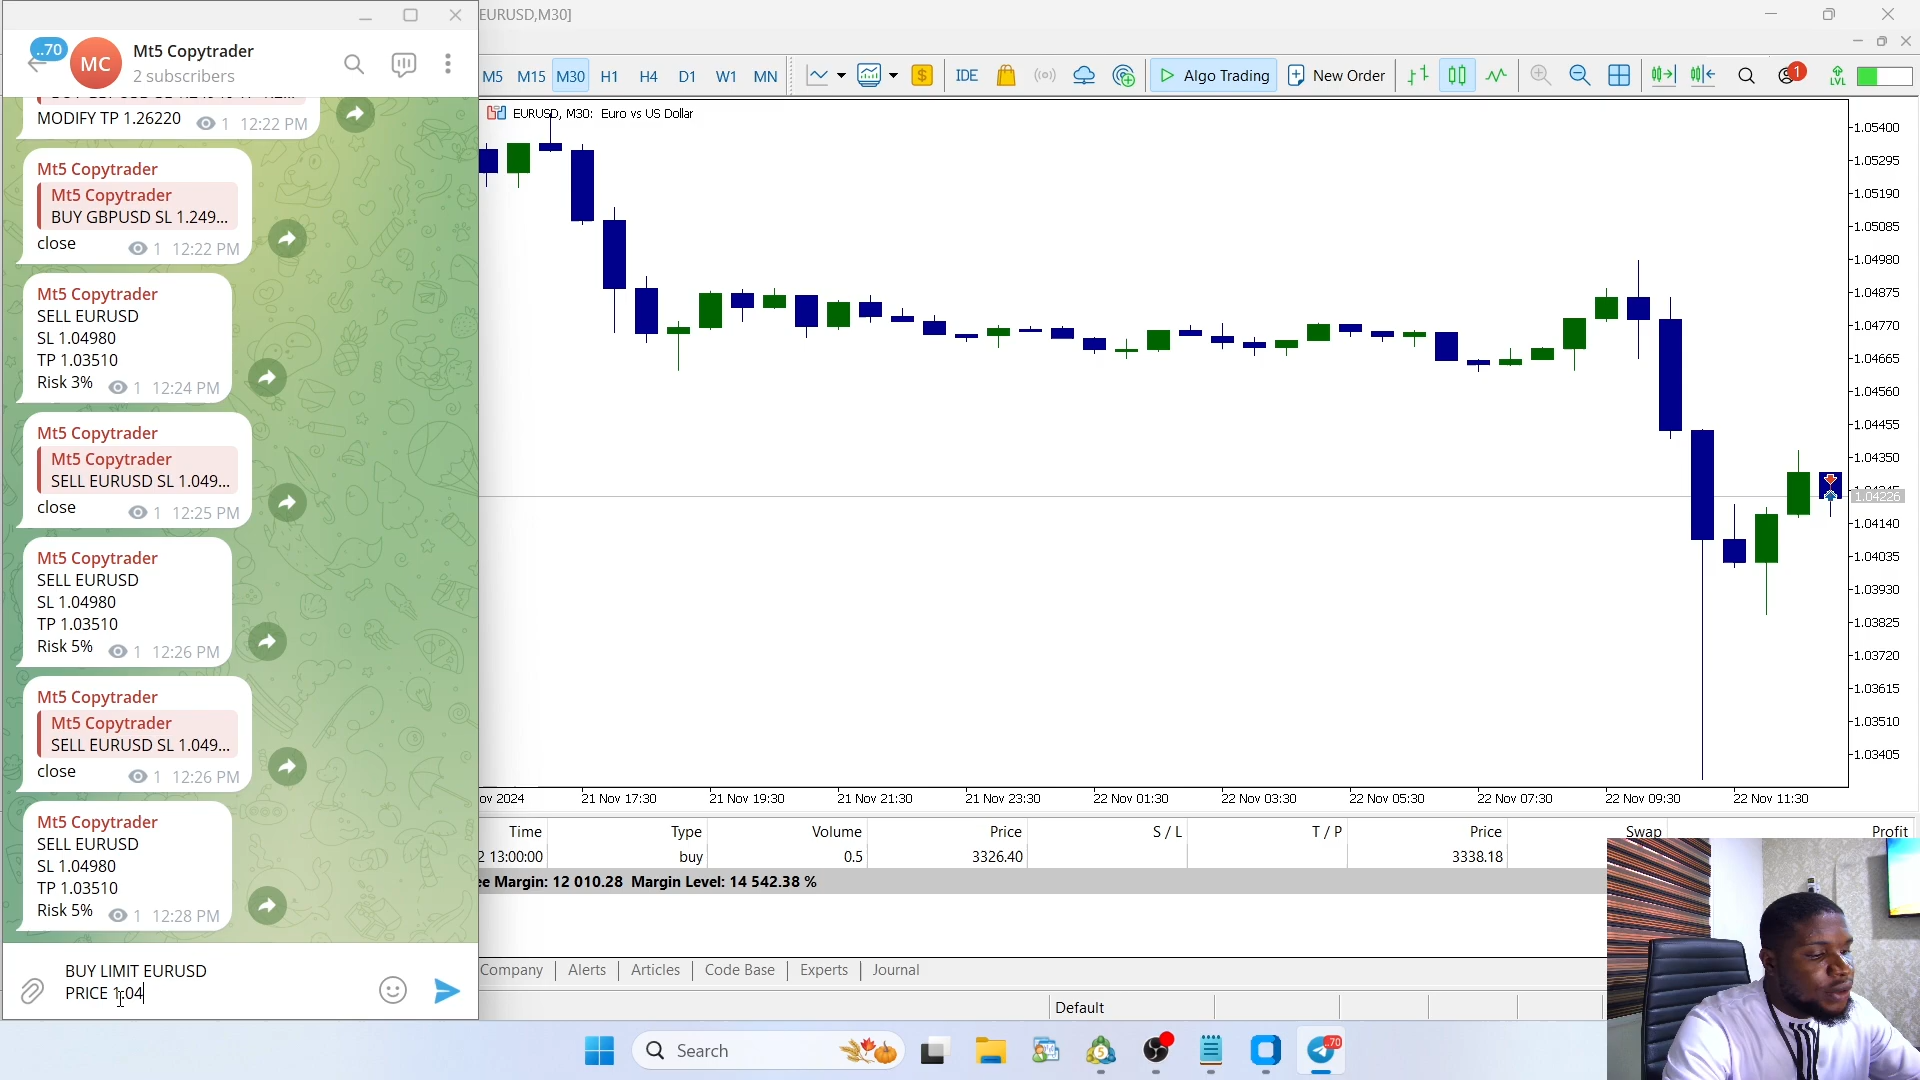 EURUSD,M30]
..70
MC
Mt5 Copytrader
2 subscribers
M5
M15
M30
H1
H4
D1
W1
MN
IDE
Algo Trading
New Order
1
LVL
MODIFY TP 1.26220
1 12:22 PM
Mt5 Copytrader
Mt5 Copytrader
BUY GBPUSD SL 1.249...
close
1 12:22 PM
Mt5 Copytrader
SELL EURUSD
SL 1.04980
TP 1.03510
Risk 3%
1 12:24 PM
Mt5 Copytrader
Mt5 Copytrader
SELL EURUSD SL 1.049...
close
1 12:25 PM
Mt5 Copytrader
SELL EURUSD
SL 1.04980
TP 1.03510
Risk 5%
1 12:26 PM
Mt5 Copytrader
Mt5 Copytrader
SELL EURUSD SL 1.049...
close
1 12:26 PM
Mt5 Copytrader
SELL EURUSD
SL 1.04980
TP 1.03510
Risk 5%
1 12:28 PM
BUY LIMIT EURUSD
PRICE 1.04
EURUSD, M30: Euro vs US Dollar
1.05400
1.05295
1.05190
1.05085
1.04980
1.04875
1.04770
1.04665
1.04560
1.04455
1.04350
1.04226
1.04140
1.04035
1.03930
1.03825
1.03720
1.03615
1.03510
1.03405
ov 2024
21 Nov 17:30
21 Nov 19:30
21 Nov 21:30
21 Nov 23:30
22 Nov 01:30
22 Nov 03:30
22 Nov 05:30
22 Nov 07:30
22 Nov 09:30
22 Nov 11:30
Time
Type
Volume
Price
S / L
T / P
Price
Swap
Profit
2 13:00:00
buy
0.5
3326.40
3338.18
ee Margin: 12 010.28 Margin Level: 14 542.38 %
Company
Alerts
Articles
Code Base
Experts
Journal
Default
Search
5
70